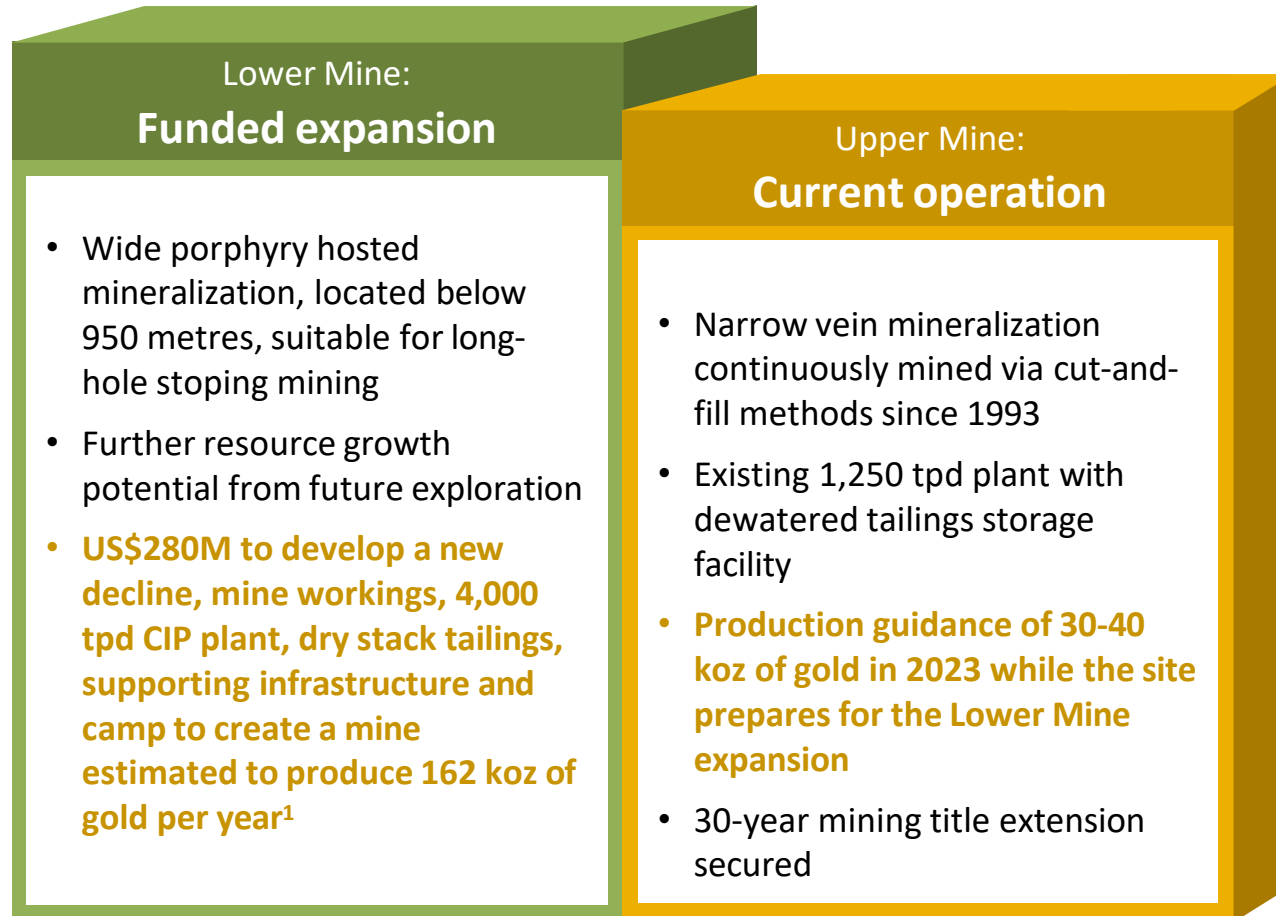 Lower Mine:
Funded expansion
• Wide porphyry hosted
mineralization, located below
950 metres, suitable for long-
hole stoping mining
• Further resource growth
potential from future exploration
• US$280M to develop a new
decline, mine workings, 4,000
tpd CIP plant, dry stack tailings,
supporting infrastructure and
camp to create a mine
estimated to produce 162 koz of
gold per year¹
Upper Mine:
Current operation
• Narrow vein mineralization
continuously mined via cut-and-
fill methods since 1993
• Existing 1,250 tpd plant with
dewatered tailings storage
facility
• Production guidance of 30-40
koz of gold in 2023 while the site
prepares for the Lower Mine
expansion
• 30-year mining title extension
secured